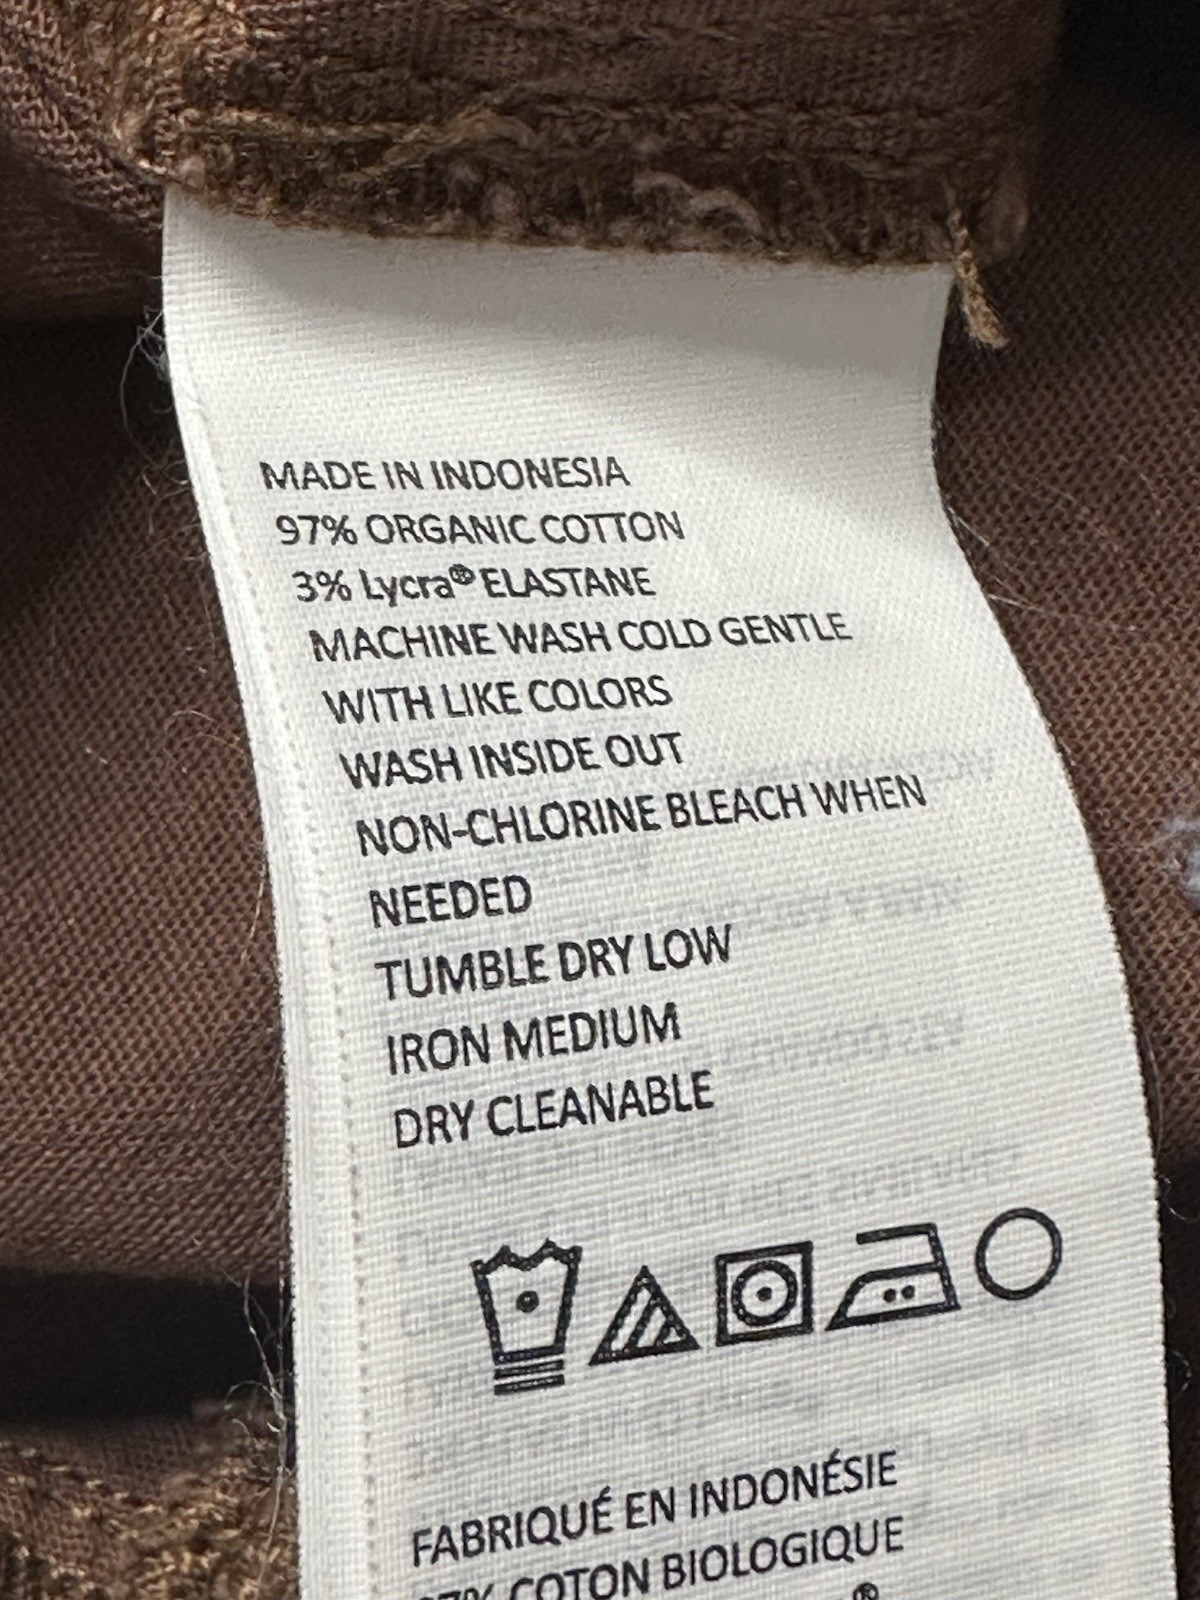 MADE IN INDONESIA
97% ORGANIC COTTON
3% Lycra® ELASTANE
MACHINE WASH COLD GENTLE
WITH LIKE COLORS
WASH INSIDE OUT
NON-CHLORINE BLEACH WHEN
NEEDED
TUMBLE DRY LOW
IRON MEDIUM
DRY CLEANABLE
FABRIQUÉ EN INDONÉSIE
97% COTON BIOLOGIQUE
®